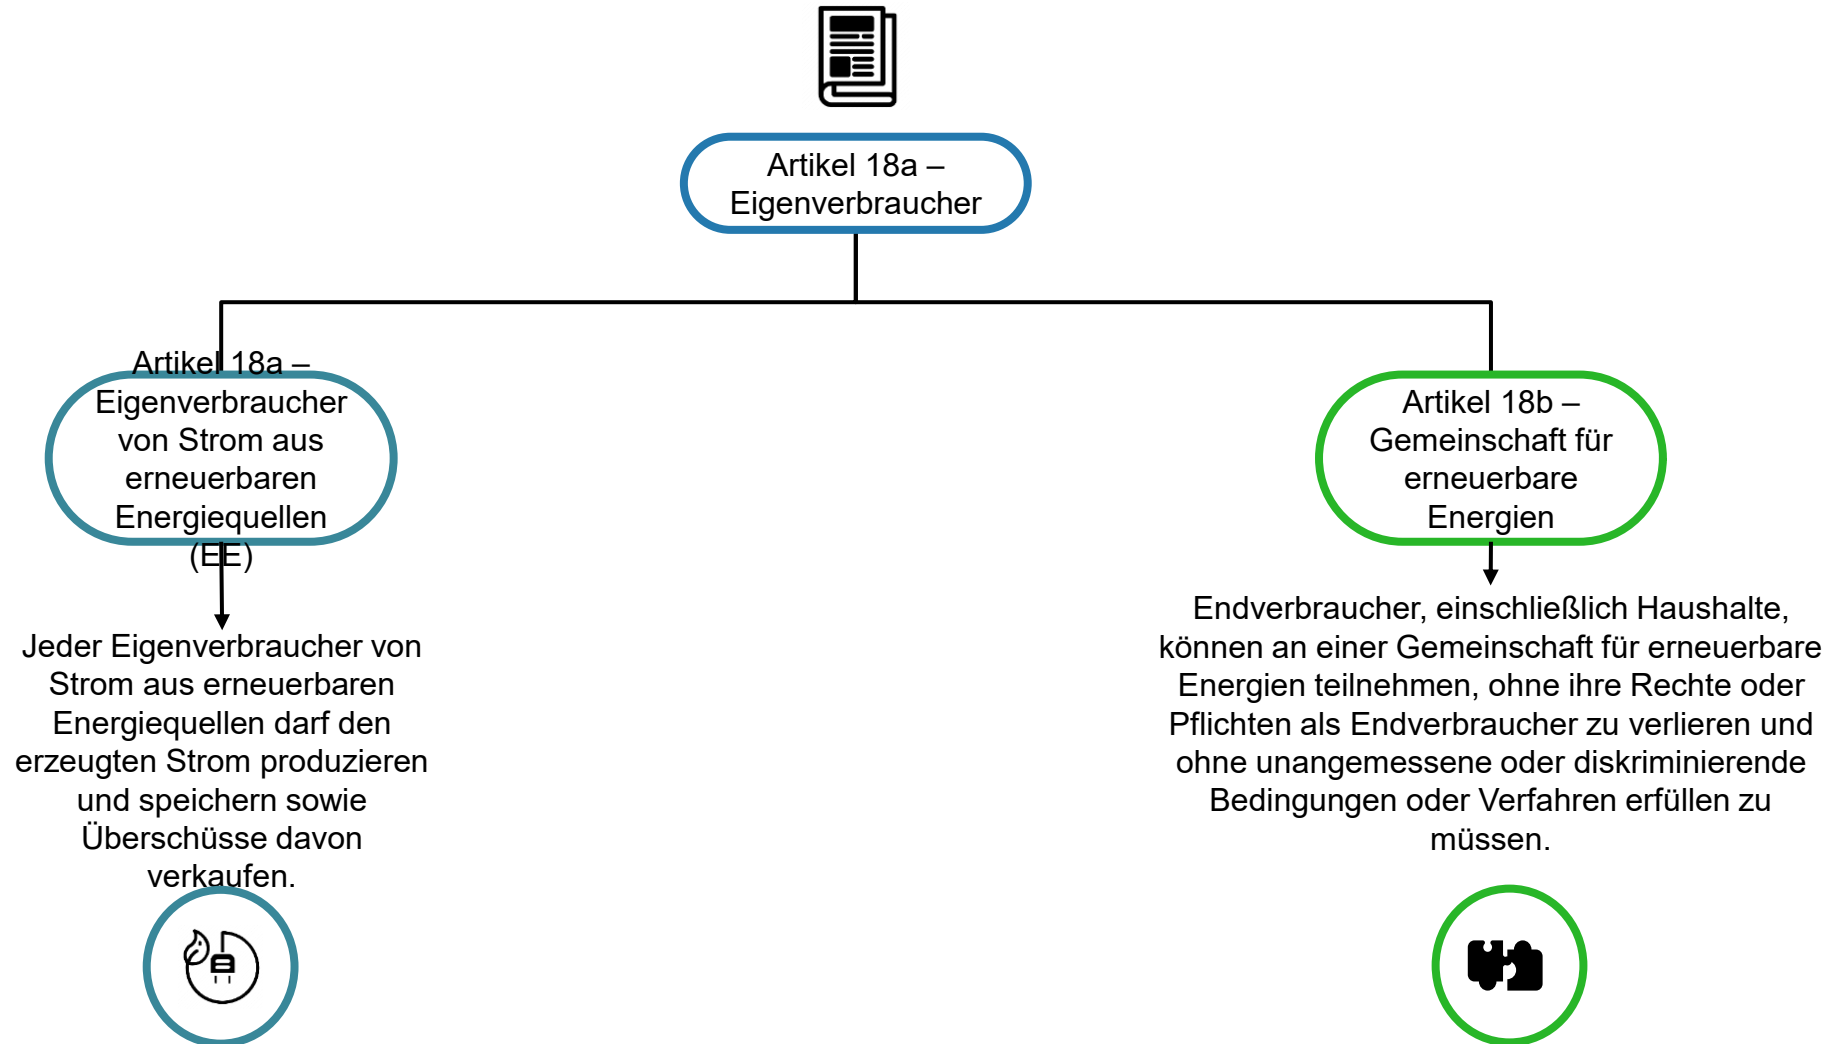 Artikel 18a –
Eigenverbraucher
Artikel 18a –
Eigenverbraucher
von Strom aus
erneuerbaren
Energiequellen
(EE)
Jeder Eigenverbraucher von
Strom aus erneuerbaren
Energiequellen darf den
erzeugten Strom produzieren
und speichern sowie
Überschüsse davon
verkaufen.
Artikel 18b –
Gemeinschaft für
erneuerbare
Energien
Endverbraucher, einschließlich Haushalte,
können an einer Gemeinschaft für erneuerbare
Energien teilnehmen, ohne ihre Rechte oder
Pflichten als Endverbraucher zu verlieren und
ohne unangemessene oder diskriminierende
Bedingungen oder Verfahren erfüllen zu
müssen.